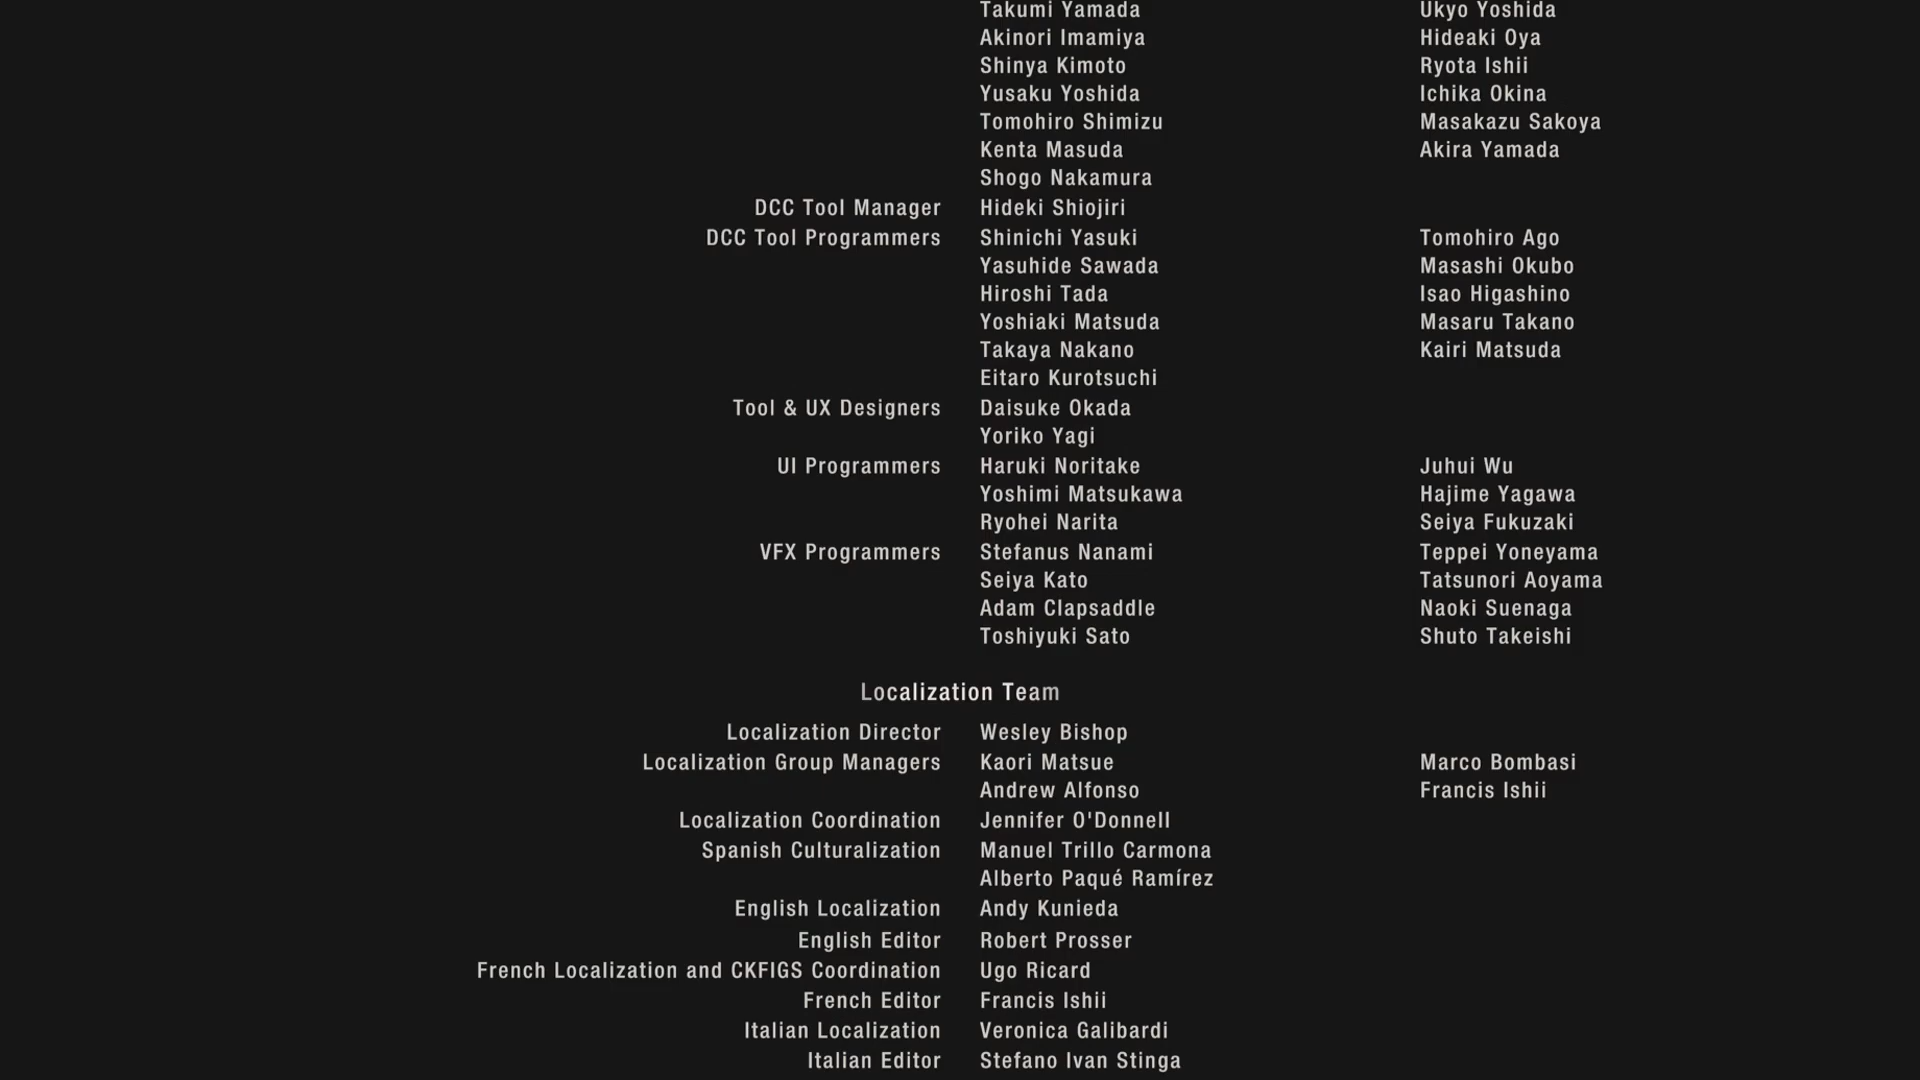 Takumi Yamada Ukyo Yoshida
Akinori Imamiya Hideaki Oya
Shinya Kimoto Ryota Ishii
Yusaku Yoshida Ichika Okina
Tomohiro Shimizu Masakazu Sakoya
Kenta Masuda Akira Yamada
Shogo Nakamura
DCC Tool Manager Hideki Shiojiri
DCC Tool Programmers Shinichi Yasuki Tomohiro Ago
Yasuhide Sawada Masashi Okubo
Hiroshi Tada Isao Higashino
Yoshiaki Matsuda Masaru Takano
Takaya Nakano Kairi Matsuda
Eitaro Kurotsuchi
Tool & UX Designers Daisuke Okada
Yoriko Yagi
UI Programmers Haruki Noritake Juhui Wu
Yoshimi Matsukawa Hajime Yagawa
Ryohei Narita Seiya Fukuzaki
VFX Programmers Stefanus Nanami Teppei Yoneyama
Seiya Kato Tatsunori Aoyama
Adam Clapsaddle Naoki Suenaga
Toshiyuki Sato Shuto Takeishi
Localization Team
Localization Director Wesley Bishop
Localization Group Managers Kaori Matsue Marco Bombasi
Andrew Alfonso Francis Ishii
Localization Coordination Jennifer O'Donnell
Spanish Culturalization Manuel Trillo Carmona
Alberto Paqué Ramírez
English Localization Andy Kunieda
English Editor Robert Prosser
French Localization and CKFIGS Coordination Ugo Ricard
French Editor Francis Ishii
Italian Localization Veronica Galibardi
Italian Editor Stefano Ivan Stinga